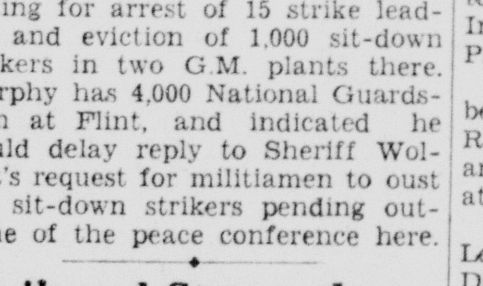 ing for arrest of 15 strike lead-
and eviction of 1,000 sit-down
kers in two G.M. plants there.
rphy has 4,000 National Guards-
n at Flint, and indicated he
uld delay reply to Sheriff Wol-
t's request for militiamen to oust
sit-down strikers pending out-
e of the peace conference here.